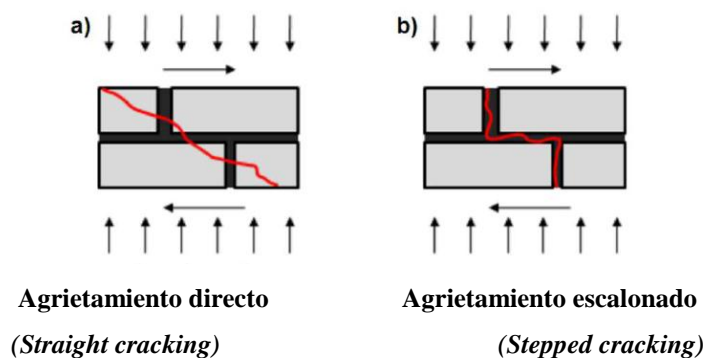 a) b)
Agrietamiento directo Agrietamiento escalonado
(Straight cracking) (Stepped cracking)